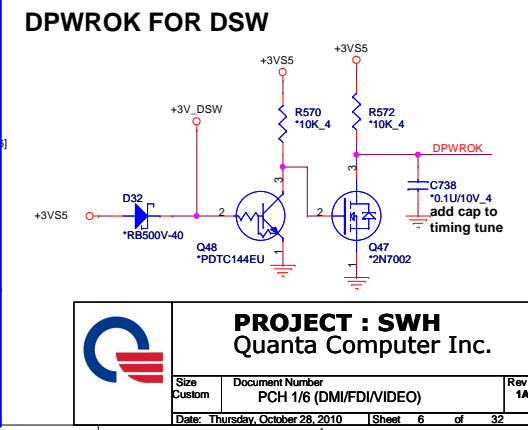 DPWROK FOR DSW
+3VS5
+3VS5
+3V_DSW
R570
*10K_4
R572
*10K_4
6]
DPWROK
3
3
D32
C738
*0.1U/10V_4
add cap to
timing tune
+3VS5
2
2
*RB500V-40
Q48
*PDTC144EU
1
Q47
*2N7002
1
PROJECT : SWH
Quanta Computer Inc.
Size
Custom
Document Number
PCH 1/6 (DMI/FDI/VIDEO)
Rev
1A
Date: Thursday, October 28, 2010
Sheet 6 of 32